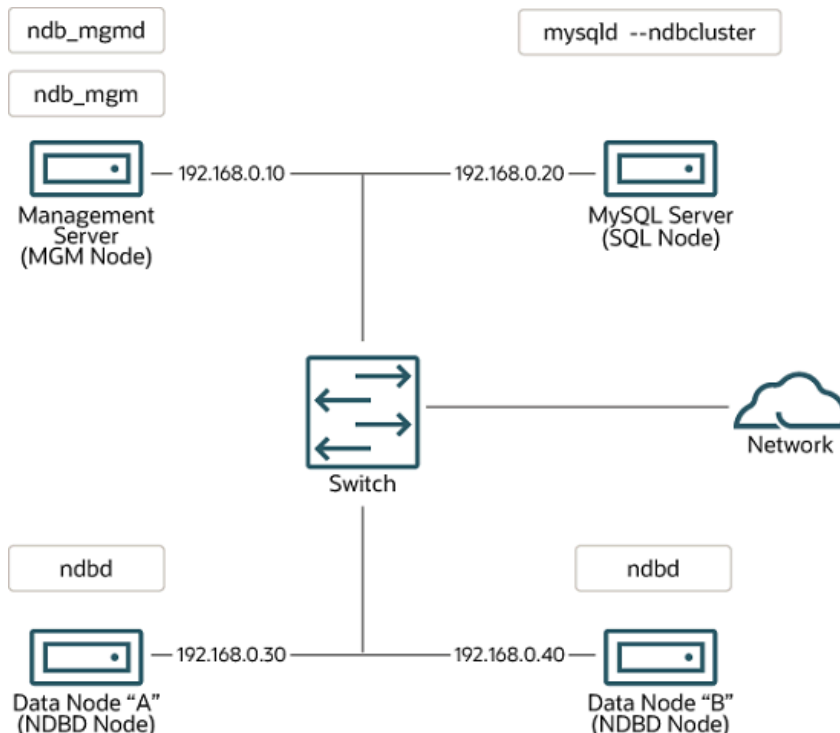 ndb_mgmd
mysqld --ndbcluster
ndb_mgm
192.168.0.10
192.168.0.20
Management
Server
(MGM Node)
MySQL Server
(SQL Node)
Switch
Network
ndbd
ndbd
192.168.0.30
192.168.0.40
Data Node “A”
(NDBD Node)
Data Node “B”
(NDBD Node)